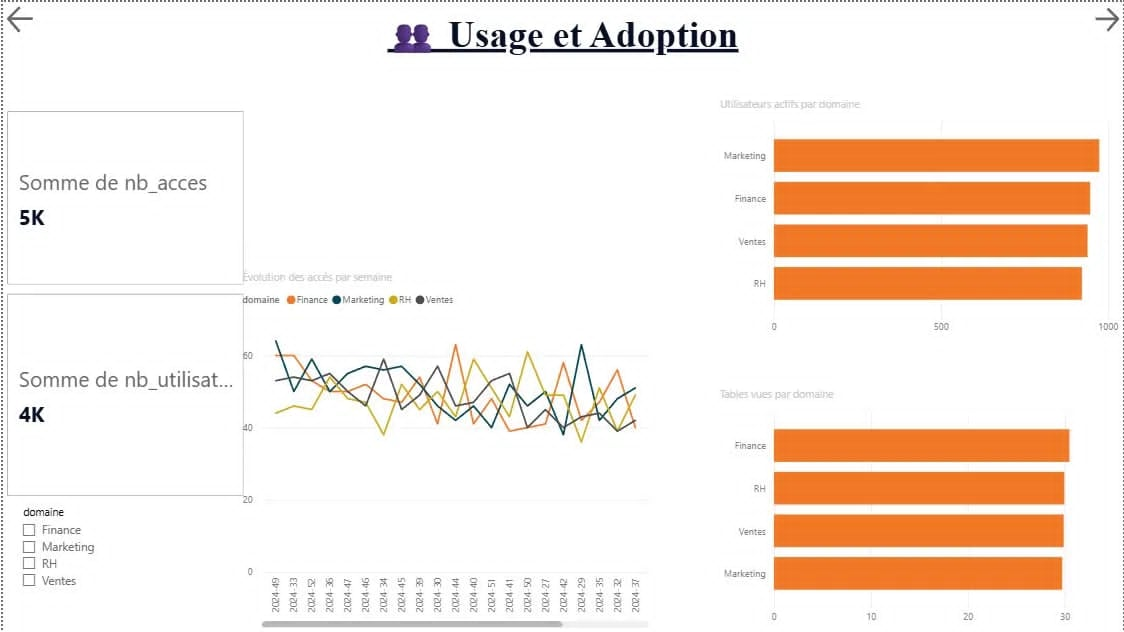 Usage et Adoption
Somme de nb_acces
5K
Somme de nb_utilisat...
4K
domaine
Finance
Marketing
RH
Ventes
Évolution des accés par semaine
domaine Finance Marketing RH Ventes
60
40
20
0
2024-49 2024-33 2024-52 2024-36 2024-47 2024-46 2024-34 2024-45 2024-39 2024-30 2024-44 2024-40 2024-51 2024-41 2024-50 2024-27 2024-42 2024-29 2024-35 2024-32 2024-37
Utilisateurs actifs par domaine
Marketing
Finance
Ventes
RH
0 500 1000
Tables vues par domaine
Finance
RH
Ventes
Marketing
0 10 20 30